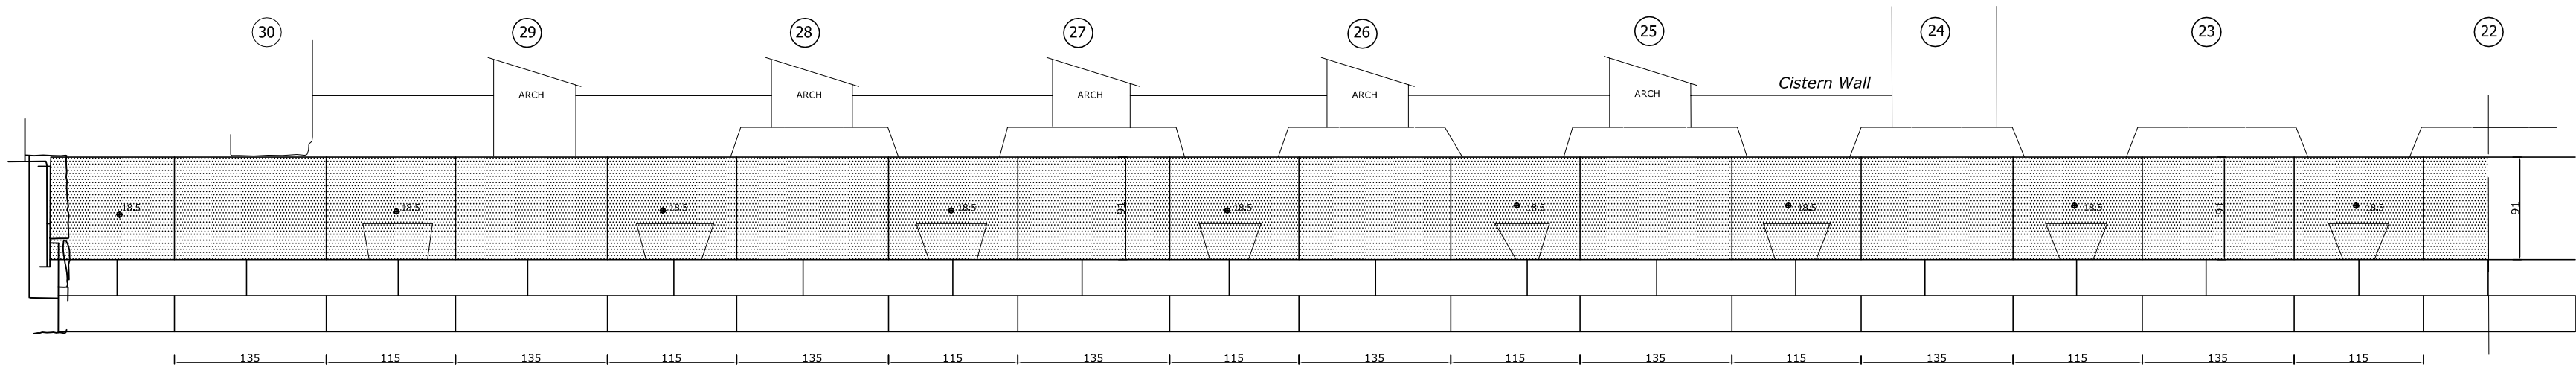 30 29 28 27 26 25 24 23 22
Cistern Wall
ARCH ARCH ARCH ARCH ARCH
-18.5 -18.5 -18.5 -18.5 -18.5 -18.5 -18.5 -18.5 -18.5
91 91 91
135 115 135 115 135 115 135 115 135 115 135 115 135 115 135 115